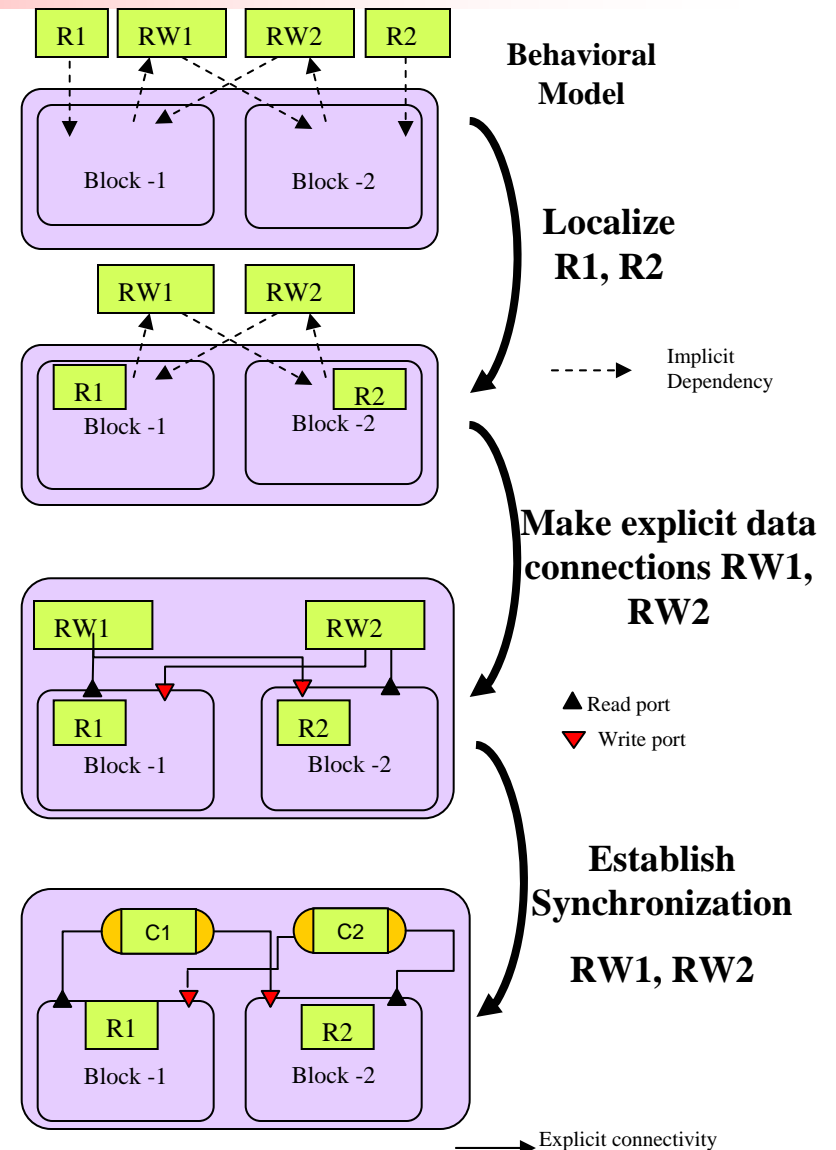 R1
RW1
RW2
R2
Behavioral
Model
Block -1
Block -2
Localize
R1, R2
RW1
RW2
Implicit
Dependency
R1
R2
Block -1
Block -2
Make explicit data
connections RW1,
RW2
RW1
RW2
Read port
Write port
R1
R2
Block -1
Block -2
Establish
Synchronization
RW1, RW2
C1
C2
R1
R2
Block -1
Block -2
Explicit connectivity